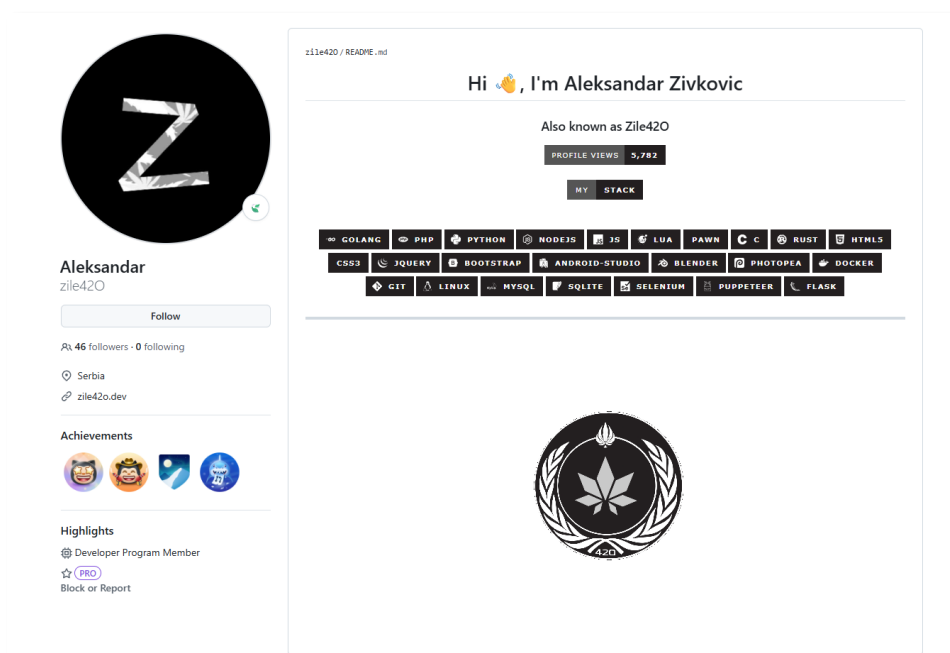 Z
Aleksandar
zile42O
Follow
46 followers · 0 following
Serbia
zile42o.dev
Achievements
Highlights
Developer Program Member
PRO
Block or Report
zile42O / README.md
Hi 👋, I'm Aleksandar Zivkovic
Also known as Zile42O
PROFILE VIEWS 5,782
MY STACK
GOLANG PHP PYTHON NODEJS JS LUA PAWN C RUST HTML5
CSS3 JQUERY BOOTSTRAP ANDROID-STUDIO BLENDER PHOTOPEA DOCKER
GIT LINUX MYSQL SQLITE SELENIUM PUPPETEER FLASK
420